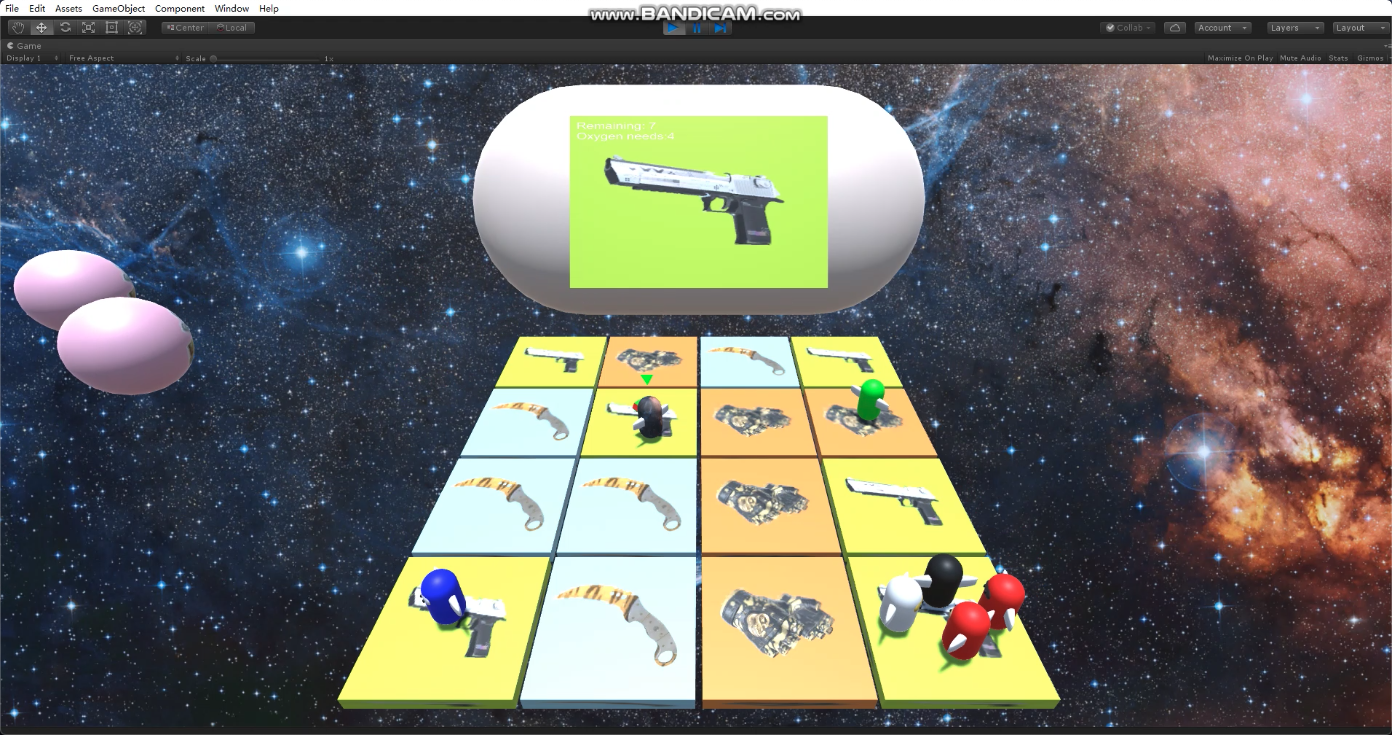 File Edit Assets GameObject Component Window Help
www.BANDICAM.com
Center Local
Collab Account Layers Layout
Game
Display 1 Free Aspect Scale 1x
Maximize On Play Mute Audio Stats Gizmos
Remaining: 7
Oxygen needs:4